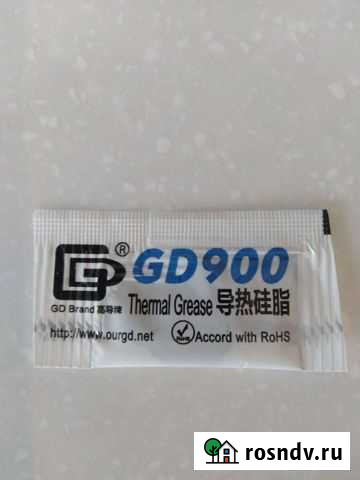 ® GD900
GD Brand 高导牌 Thermal Grease 导热硅脂
http://www.ourgd.net Accord with RoHS
rosndv.ru